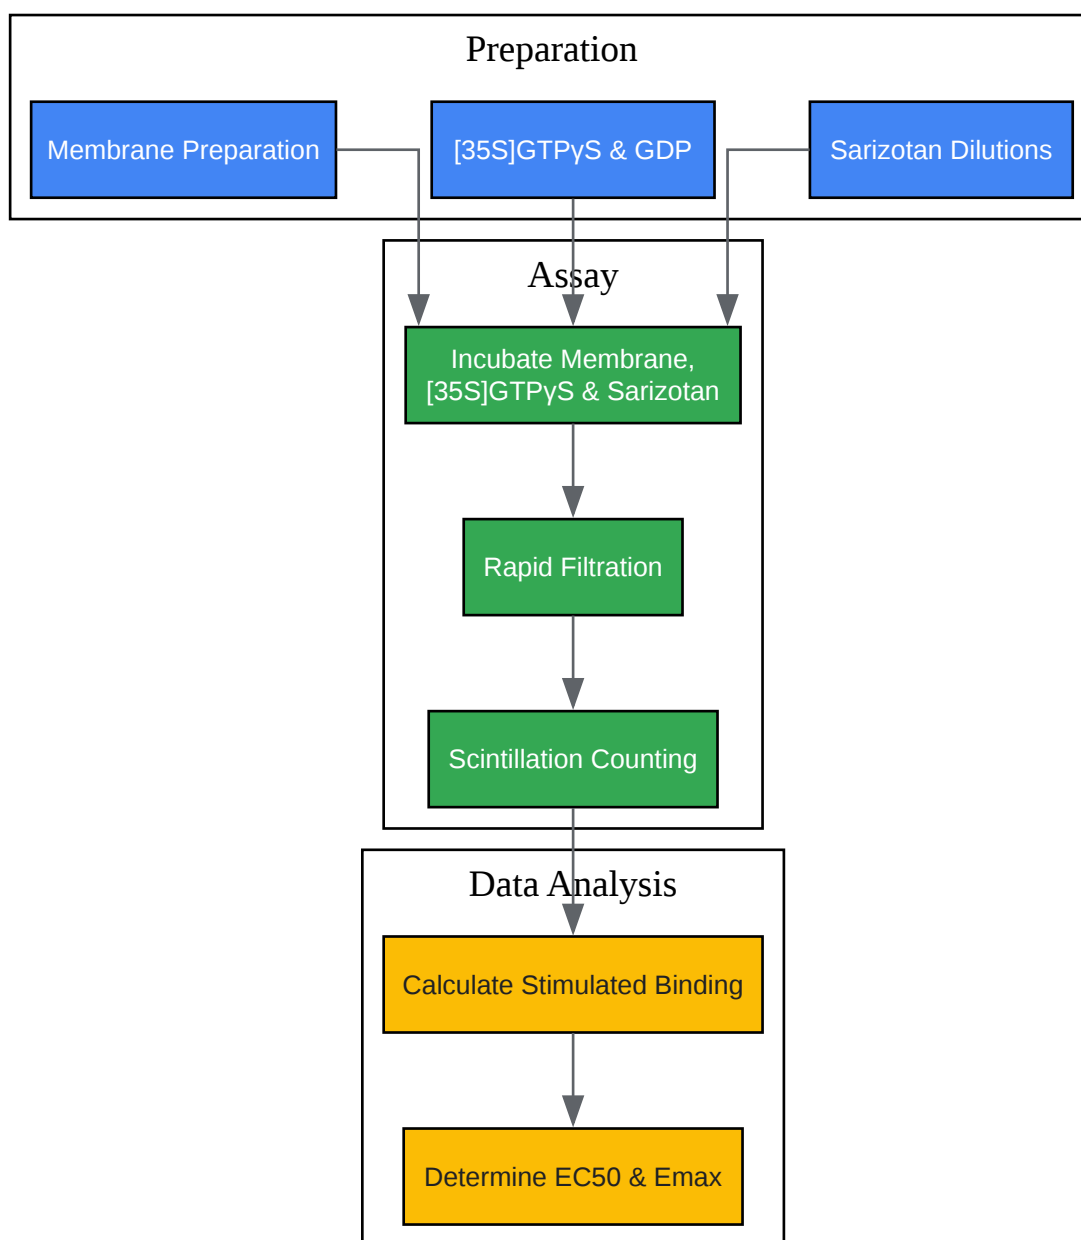 Preparation
Membrane Preparation
[35S]GTPγS & GDP
Sarizotan Dilutions
Assay
Incubate Membrane,
[35S]GTPγS & Sarizotan
Rapid Filtration
Scintillation Counting
Data Analysis
Calculate Stimulated Binding
Determine EC50 & Emax